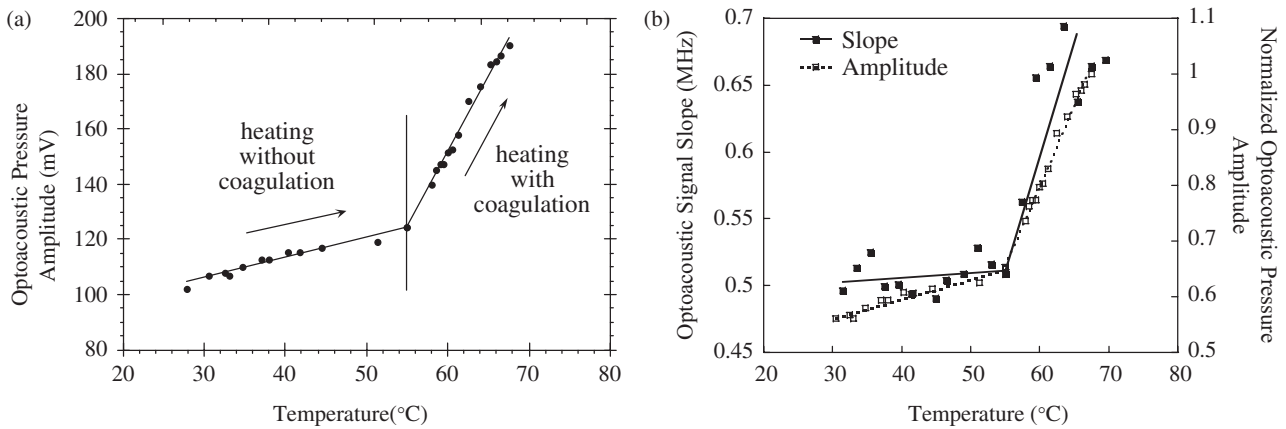 (a)
Optoacoustic Pressure
Amplitude (mV)
200
180
160
140
120
100
80
heating
without
coagulation
heating
with
coagulation
20
30
40
50
60
70
80
Temperature(°C)
(b)
Optoacoustic Signal Slope (MHz)
0.7
0.65
0.6
0.55
0.5
0.45
Slope
Amplitude
1.1
1
0.9
0.8
0.7
0.6
0.5
Normalized Optoacoustic Pressure
Amplitude
20
30
40
50
60
70
80
Temperature (°C)